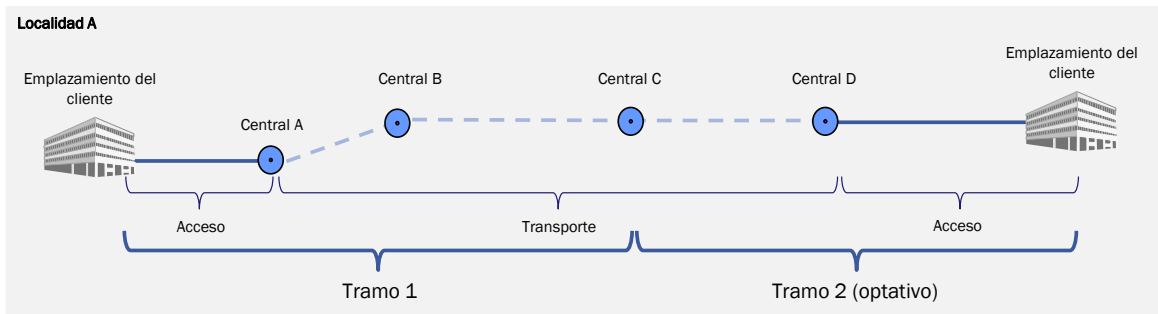 Localidad A
Emplazamiento del
cliente
Central A
Central B
Central C
Central D
Emplazamiento del
cliente
Acceso
Transporte
Acceso
Tramo 1
Tramo 2 (optativo)